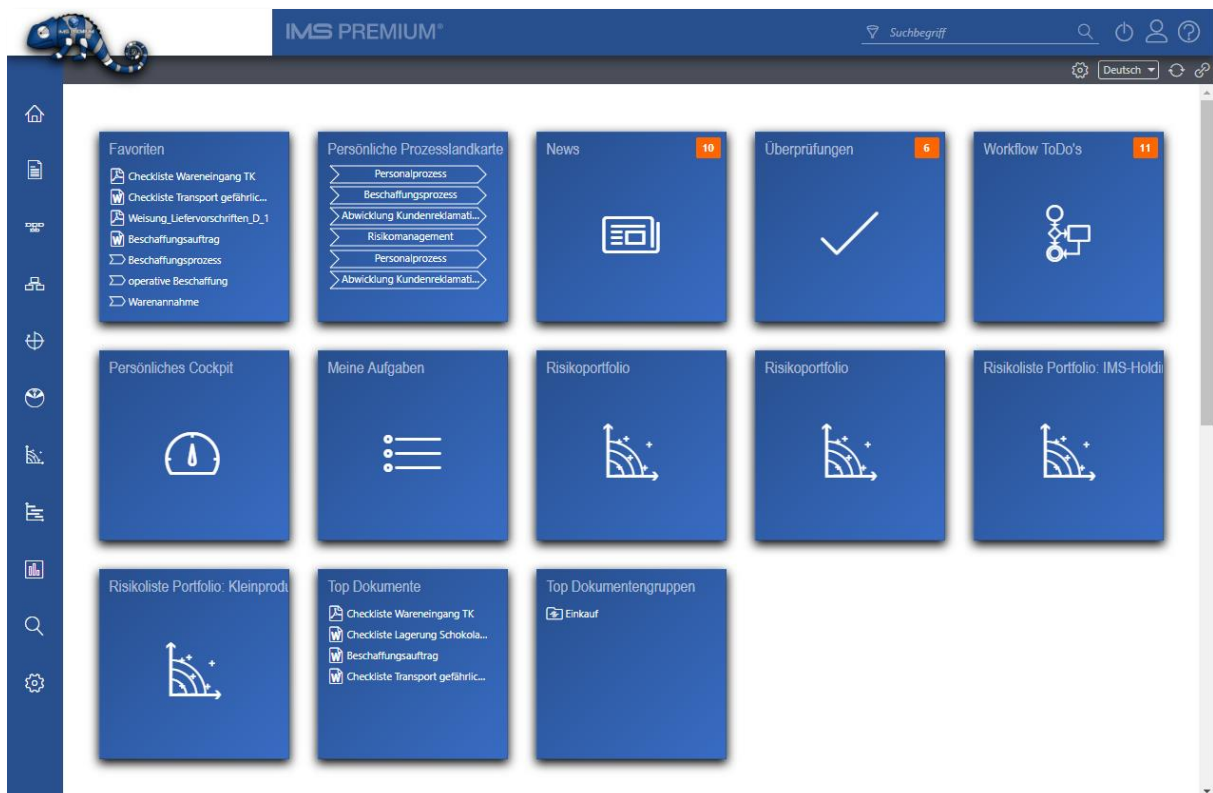 IMS PREMIUM®
Suchbegriff
Deutsch
Favoriten
Checkliste Wareneingang TK
Checkliste Transport gefährlic...
Weisung_Liefervorschriften_D_1
Beschaffungsauftrag
Beschaffungsprozess
operative Beschaffung
Warenannahme
Persönliche Prozesslandkarte
Personalprozess
Beschaffungsprozess
Abwicklung Kundenreklamati...
Risikomanagement
Personalprozess
Abwicklung Kundenreklamati...
News
10
Überprüfungen
6
Workflow ToDo's
11
Persönliches Cockpit
Meine Aufgaben
Risikoportfolio
Risikoportfolio
Risikoliste Portfolio: IMS-Holdi
Risikoliste Portfolio: Kleinprodu
Top Dokumente
Checkliste Wareneingang TK
Checkliste Lagerung Schokola...
Beschaffungsauftrag
Checkliste Transport gefährlic...
Top Dokumentengruppen
Einkauf